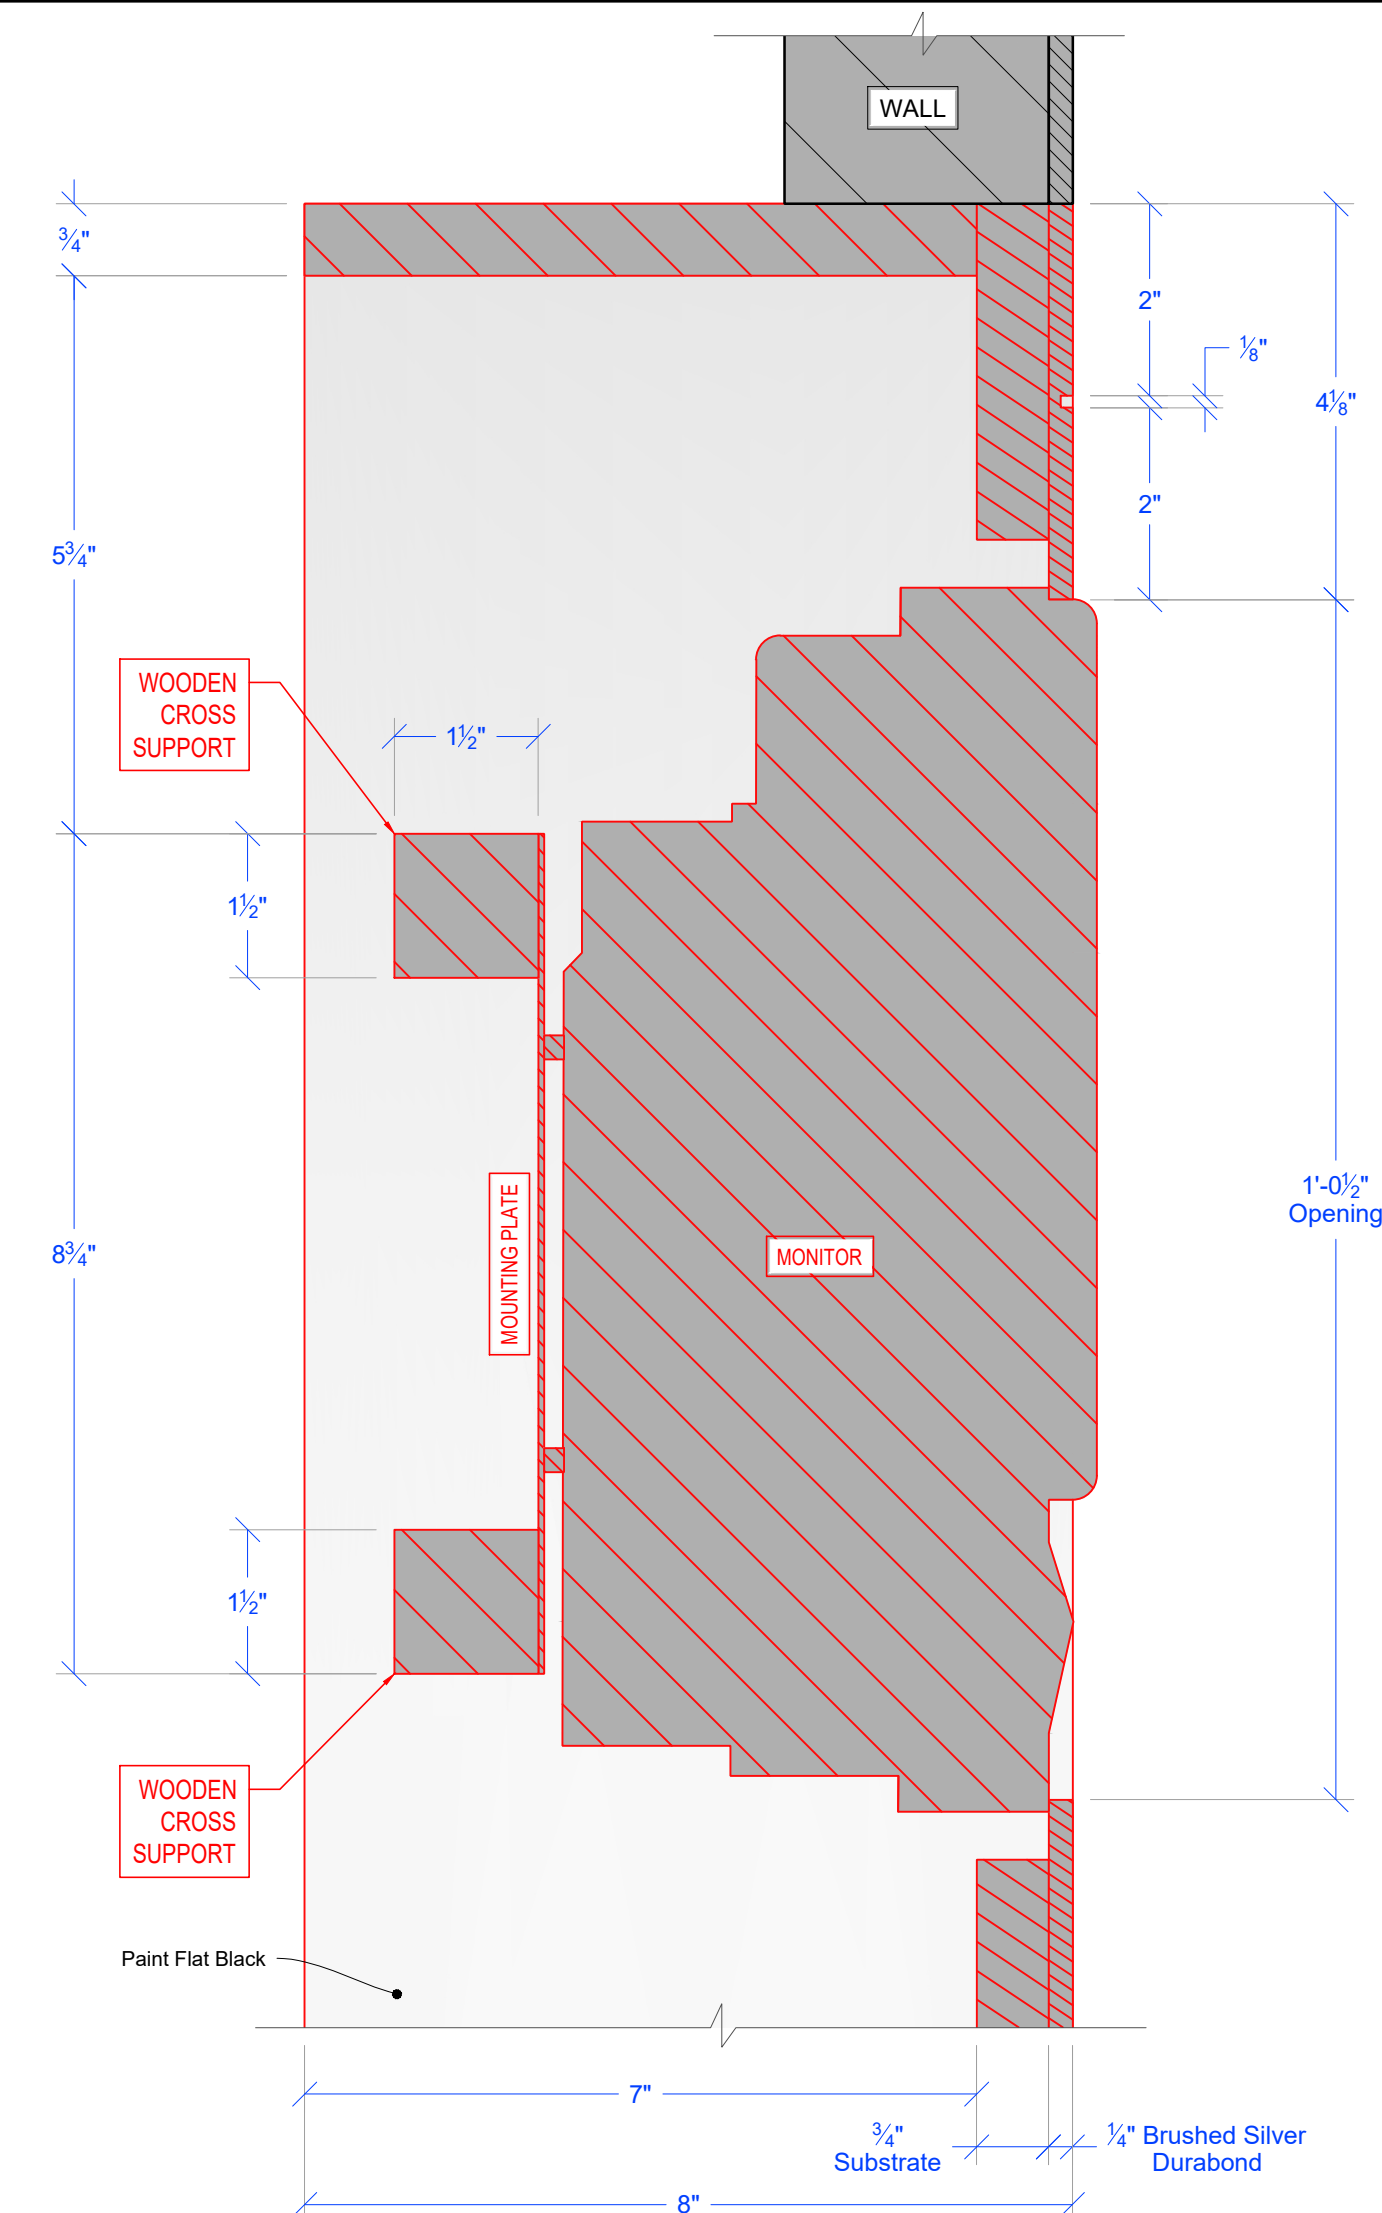 WALL
¾"
2"
⅛"
4⅛"
2"
5¾"
WOODEN
CROSS
SUPPORT
1½"
1½"
MOUNTING PLATE
1'-0½"
Opening
8¾"
MONITOR
1½"
WOODEN
CROSS
SUPPORT
Paint Flat Black
7"
¾"
Substrate
¼" Brushed Silver
Durabond
8"